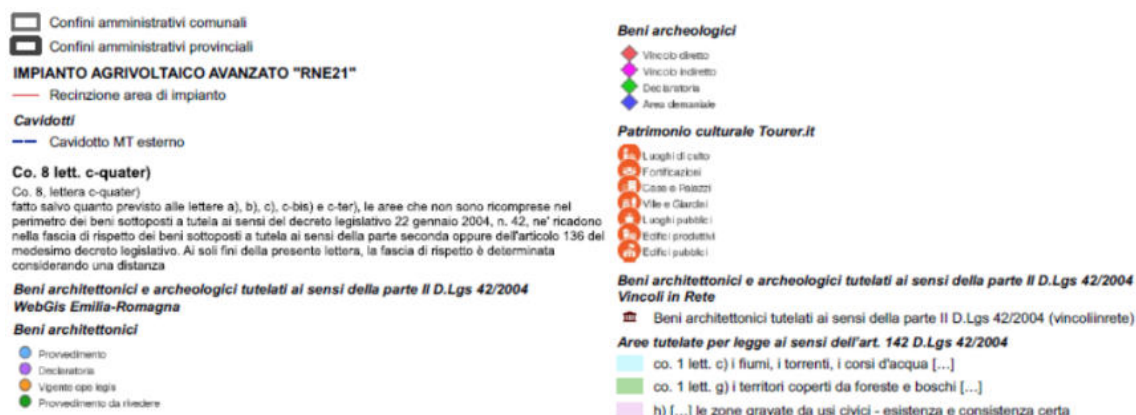 Confini amministrativi comunali
Confini amministrativi provinciali
IMPIANTO AGRIVOLTAICO AVANZATO "RNE21"
Recinzione area di impianto
Cavidotti
Cavidotto MT esterno
Co. 8 lett. c-quater)
Co. 8, lettera c-quater)
fatto salvo quanto previsto alle lettere a), b), c), c-bis) e c-ter), le aree che non sono ricomprese nel
perimetro dei beni sottoposti a tutela ai sensi del decreto legislativo 22 gennaio 2004, n. 42, ne' ricadono
nella fascia di rispetto dei beni sottoposti a tutela ai sensi della parte seconda oppure dell'articolo 136 del
medesimo decreto legislativo. Ai soli fini della presente lettera, la fascia di rispetto è determinata
considerando una distanza
Beni architettonici e archeologici tutelati ai sensi della parte II D.Lgs 42/2004
WebGis Emilia-Romagna
Beni architettonici
Provvedimento
Declaratoria
Vigente ope legis
Provvedimento da rivedere
Beni archeologici
Vincolo diretto
Vincolo indiretto
Declaratoria
Area demaniale
Patrimonio culturale Tourer.it
Luoghi di culto
Fortificazioni
Case e Palazzi
Ville e Giardini
Luoghi pubblici
Edifici produttivi
Edifici pubblici
Beni architettonici e archeologici tutelati ai sensi della parte II D.Lgs 42/2004
Vincoli in Rete
Beni architettonici tutelati ai sensi della parte II D.Lgs 42/2004 (vincoliinrete)
Aree tutelate per legge ai sensi dell'art. 142 D.Lgs 42/2004
co. 1 lett. c) i fiumi, i torrenti, i corsi d'acqua [...]
co. 1 lett. g) i territori coperti da foreste e boschi [...]
h) [...] le zone gravate da usi civici - esistenza e consistenza certa